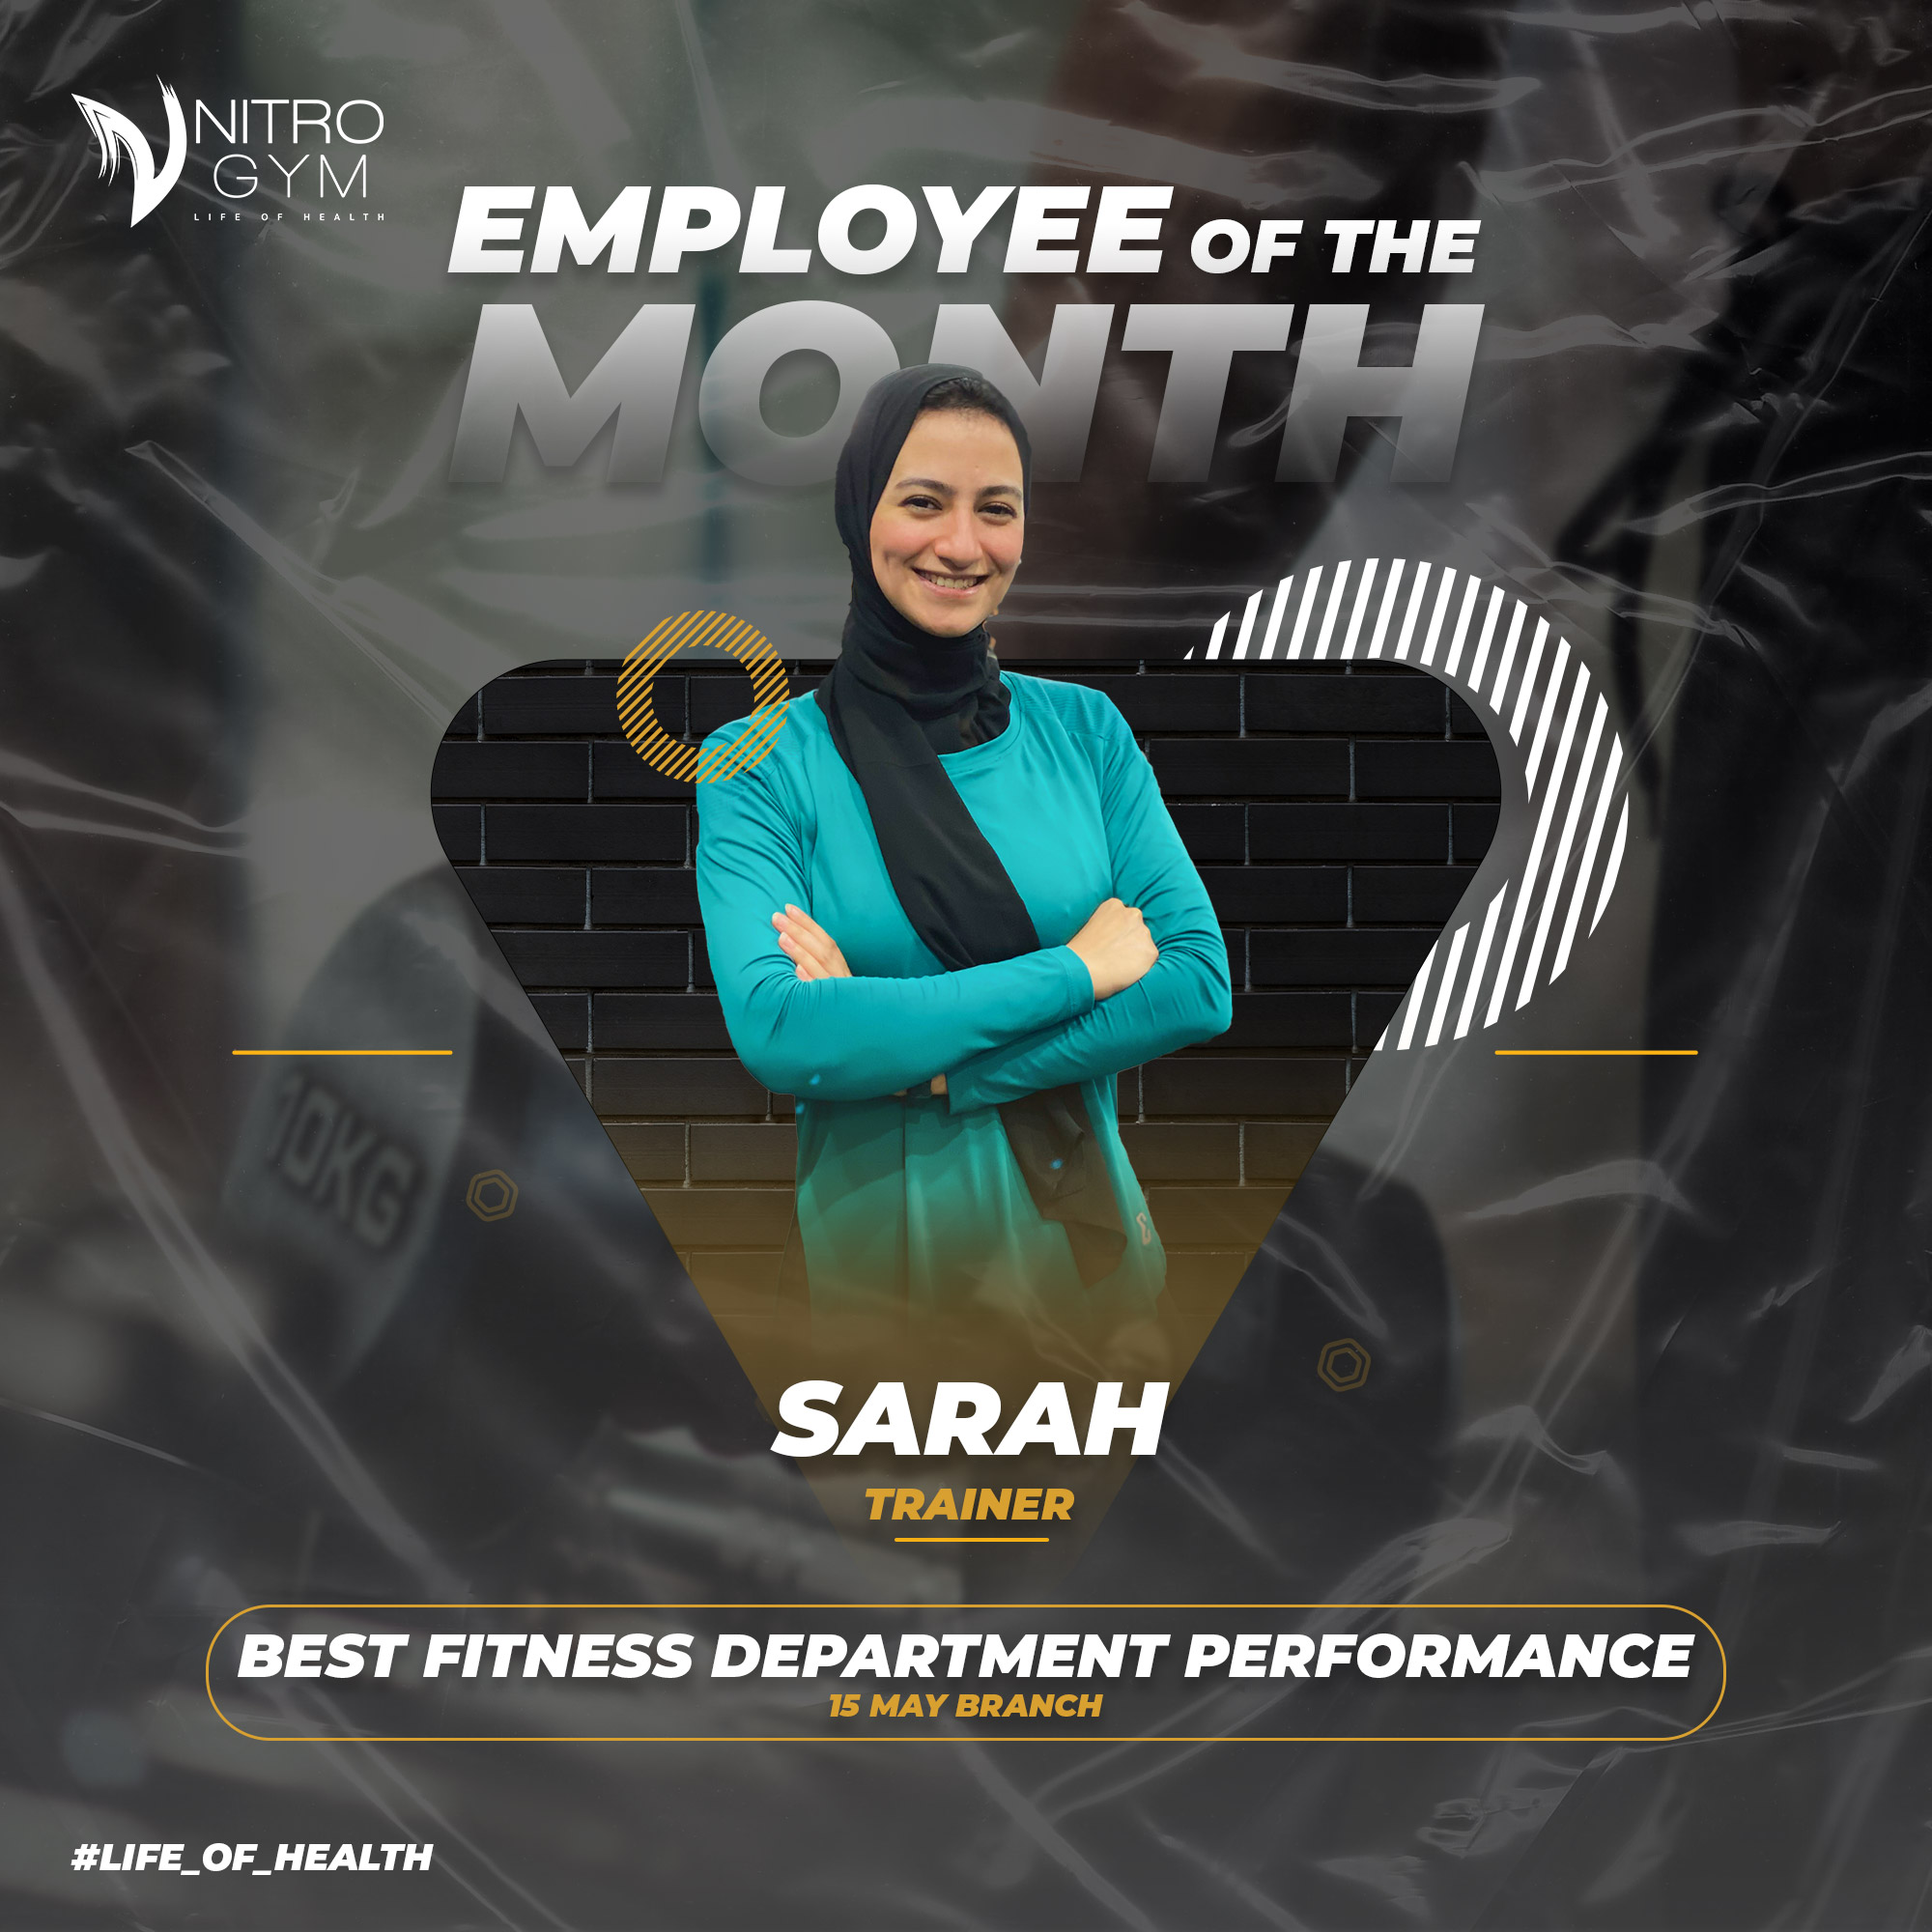 NITRO
GYM
LIFE OF HEALTH
EMPLOYEE OF THE
MONTH
10KG
SARAH
TRAINER
BEST FITNESS DEPARTMENT PERFORMANCE
15 MAY BRANCH
#LIFE_OF_HEALTH